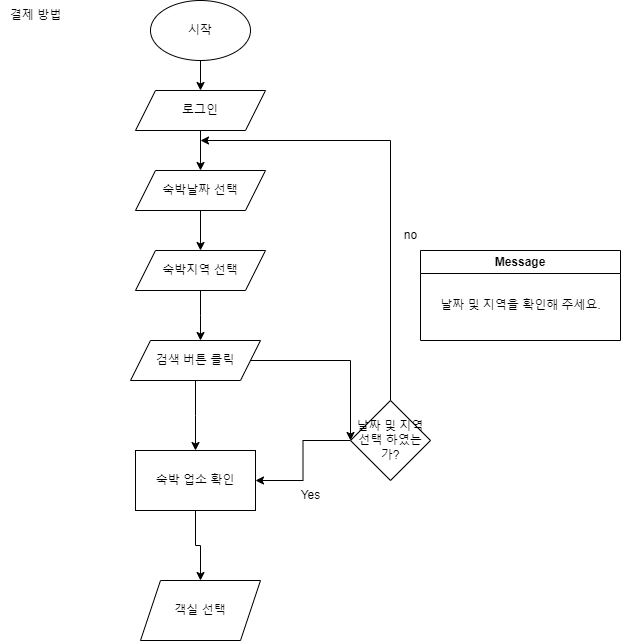 결제 방법
시작
로그인
숙박날짜 선택
no
Message
숙박지역 선택
날짜 및 지역을 확인해 주세요.
검색 버튼 클릭
날짜 및 지역
선택 하였는
가?
숙박 업소 확인
Yes
객실 선택